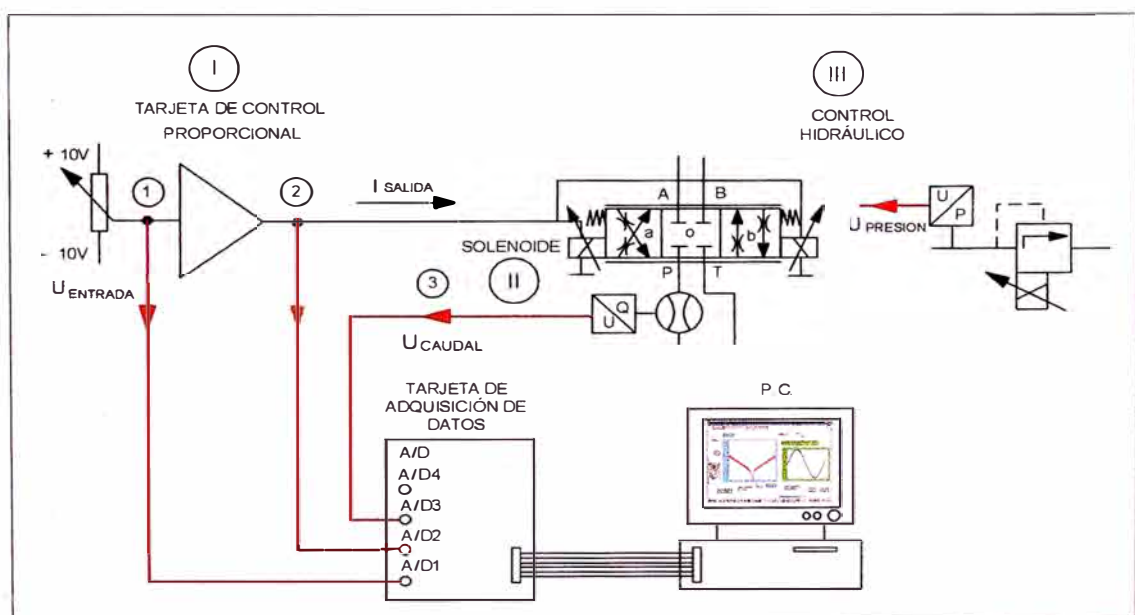 I
TARJETA DE CONTROL
PROPORCIONAL
+ 10V
- 10V
1
2
I SALIDA
U ENTRADA
III
CONTROL
HIDRÁULICO
A B
a o b
P T
SOLENOIDE
3
II
U Q
U CAUDAL
U P
U PRESION
TARJETA DE
ADQUISICIÓN DE
DATOS
A/D
A/D4
A/D3
A/D2
A/D1
P.C.